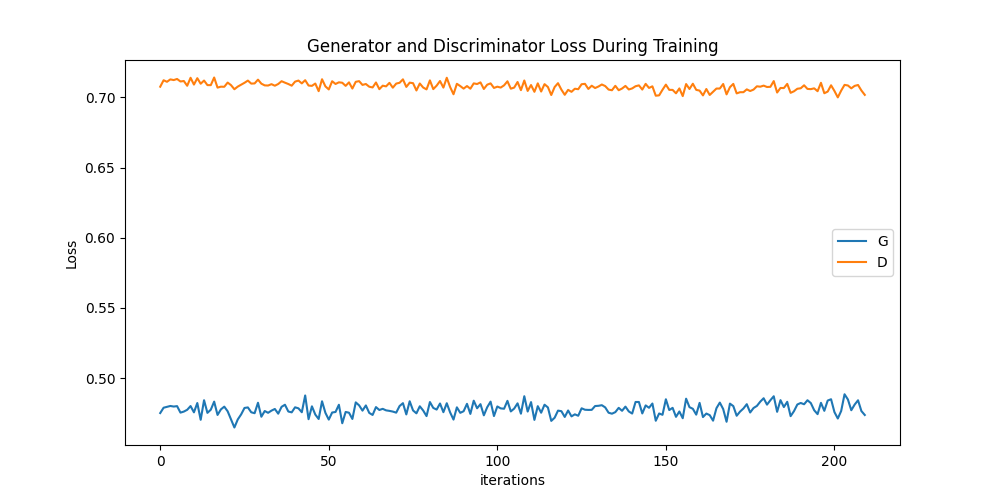 Generator and Discriminator Loss During Training
0.70
0.65
0.60
0.55
0.50
Loss
G
D
0
50
100
150
200
iterations